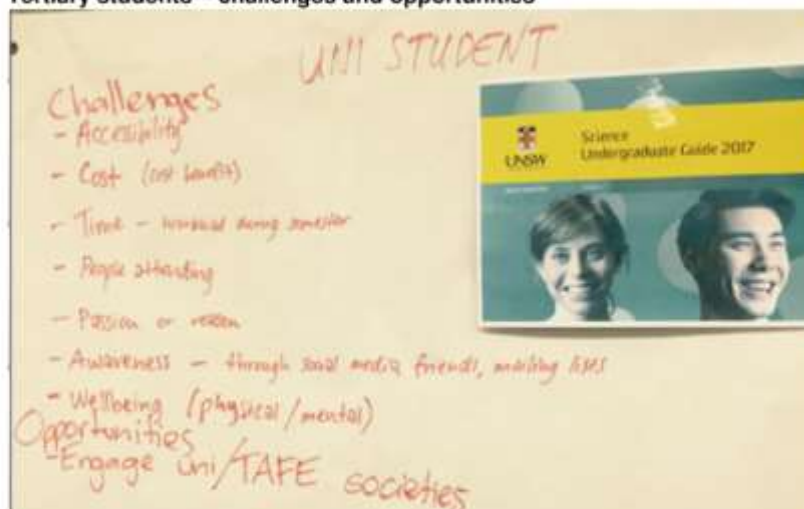 Tertiary students – challenges and opportunities
UNI STUDENT
Challenges
- Accessibility
- Cost (cost benefit)
- Time - workload during semester
- People attending
- Passion or reason
- Awareness - through social media, friends, mailing lists
- Wellbeing (physical/mental)
Opportunities
- Engage uni/TAFE societies
UNSW
Science
Undergraduate Guide 2017